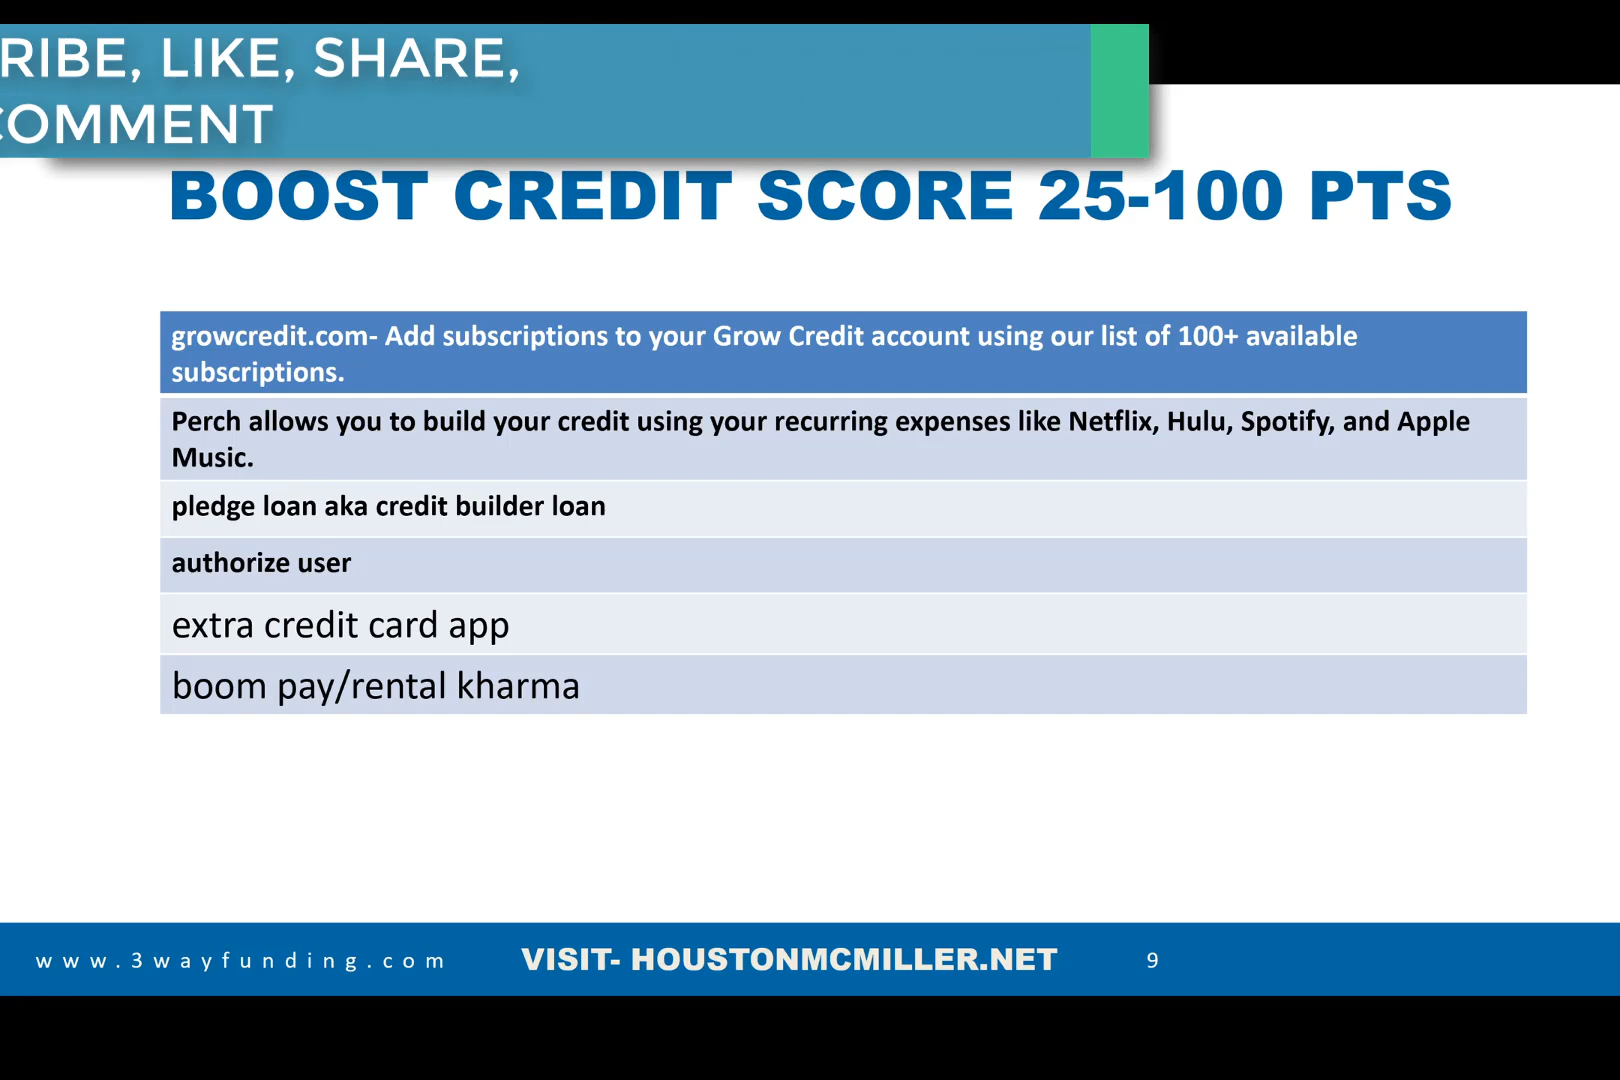 RIBE, LIKE, SHARE,
COMMENT
BOOST CREDIT SCORE 25-100 PTS
growcredit.com- Add subscriptions to your Grow Credit account using our list of 100+ available
subscriptions.
Perch allows you to build your credit using your recurring expenses like Netflix, Hulu, Spotify, and Apple
Music.
pledge loan aka credit builder loan
authorize user
extra credit card app
boom pay/rental kharma
www.3wayfunding.com VISIT- HOUSTONMCMILLER.NET 9